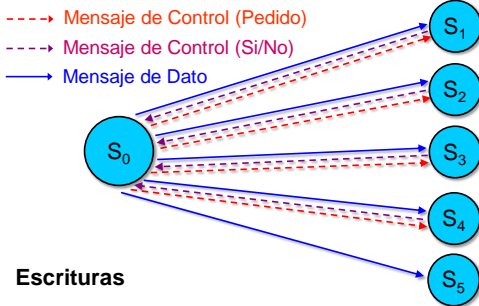 Mensaje de Control (Pedido)
Mensaje de Control (Si/No)
Mensaje de Dato
S1
S2
S0
S3
S4
S5
Escrituras